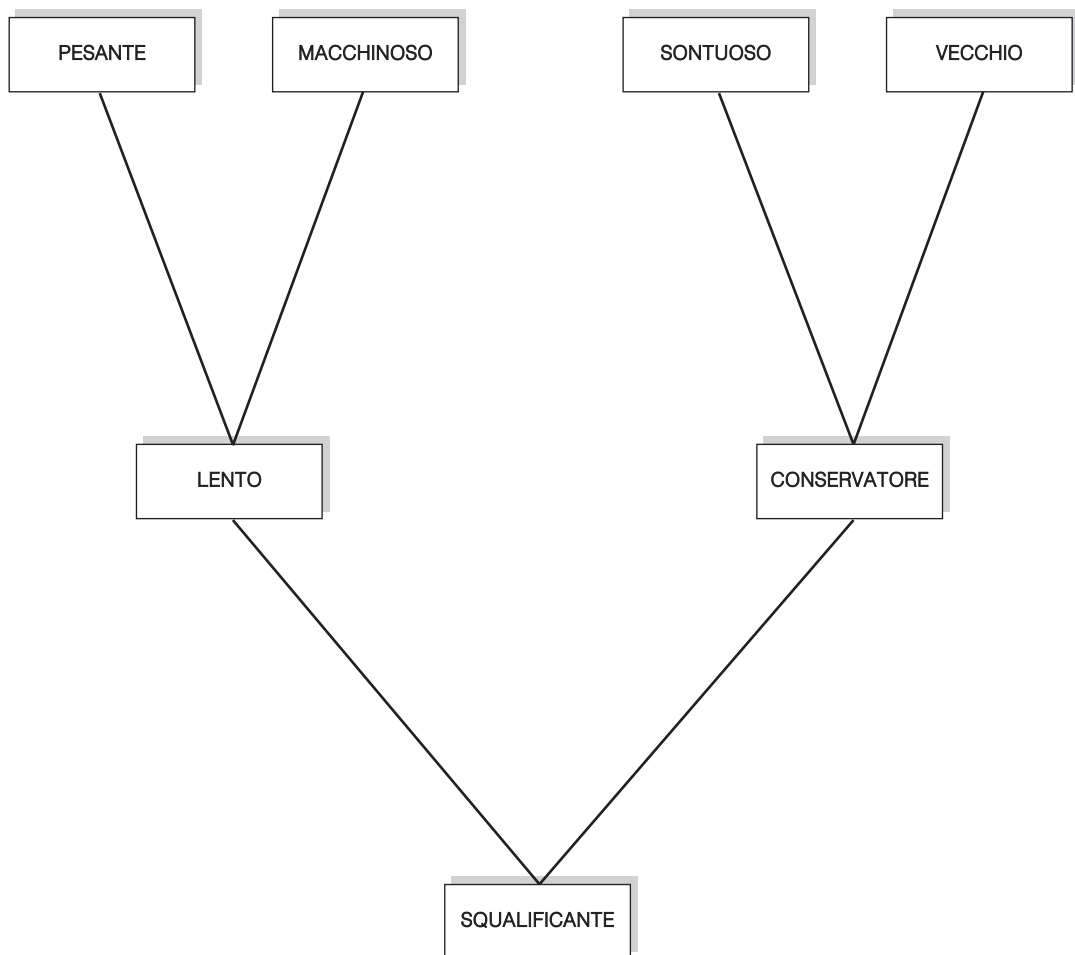 PESANTE
MACCHINOSO
SONTUOSO
VECCHIO
LENTO
CONSERVATORE
SQUALIFICANTE